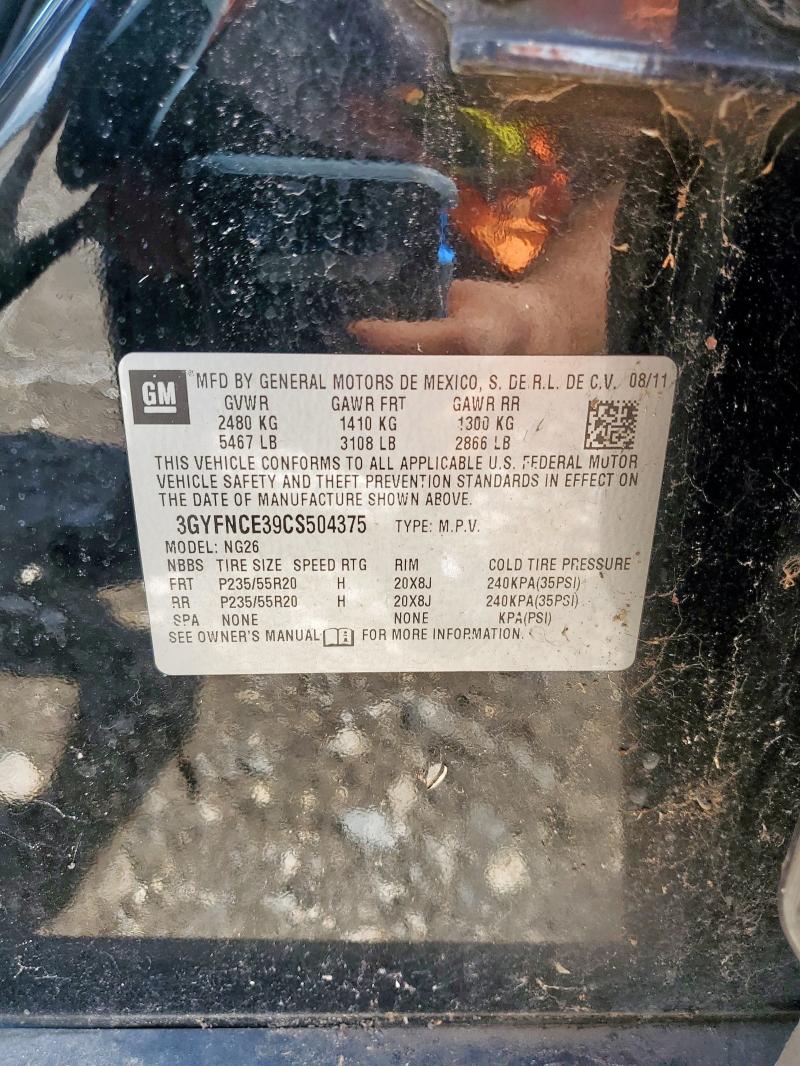 GM
® MFD BY GENERAL MOTORS DE MEXICO, S. DE R.L. DE C.V. 08/11
GVWR GAWR FRT GAWR RR
2480 KG 1410 KG 1300 KG
5467 LB 3108 LB 2866 LB
THIS VEHICLE CONFORMS TO ALL APPLICABLE U.S. FEDERAL MOTOR
VEHICLE SAFETY AND THEFT PREVENTION STANDARDS IN EFFECT ON
THE DATE OF MANUFACTURE SHOWN ABOVE.
3GYFNCE39CS504375 TYPE: M.P.V.
MODEL: NG26
NBBS TIRE SIZE SPEED RTG RIM COLD TIRE PRESSURE
FRT P235/55R20 H 20X8J 240KPA(35PSI)
RR P235/55R20 H 20X8J 240KPA(35PSI)
SPA NONE NONE KPA(PSI)
SEE OWNER'S MANUAL FOR MORE INFORMATION.